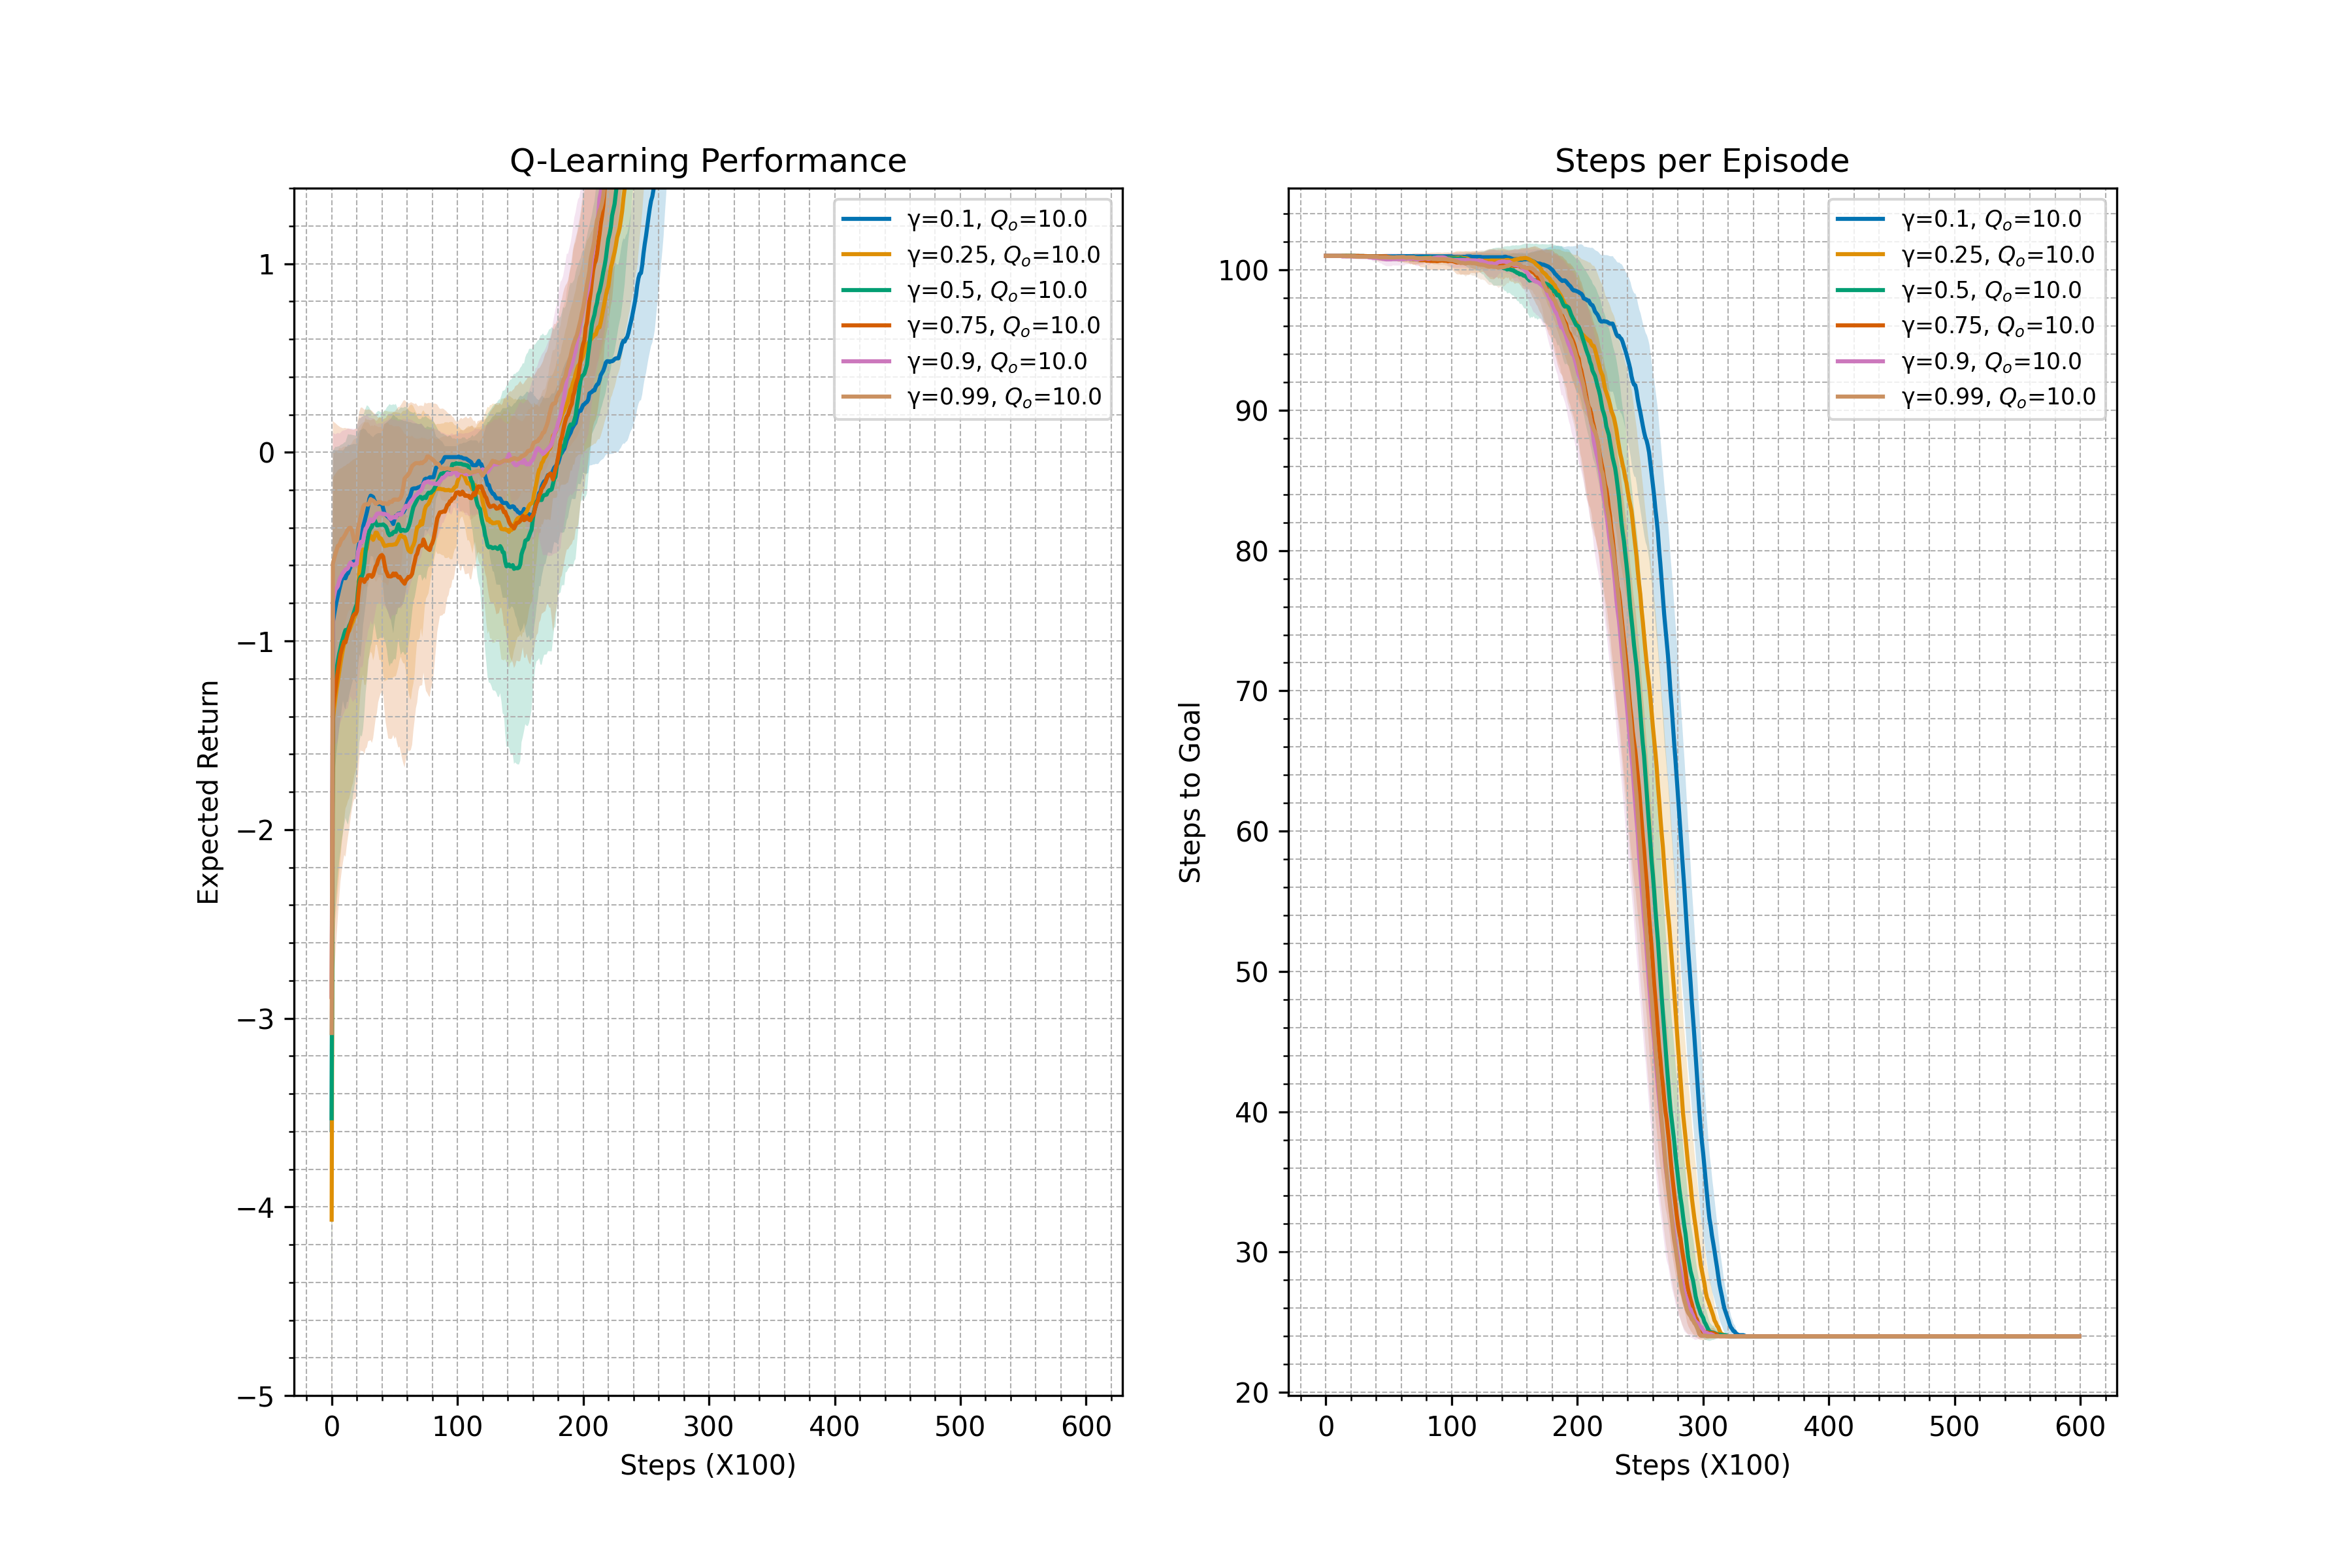 Q-Learning Performance
Expected Return
1
0
−1
−2
−3
−4
−5
0 100 200 300 400 500 600
Steps (X100)
γ=0.1, Qo=10.0
γ=0.25, Qo=10.0
γ=0.5, Qo=10.0
γ=0.75, Qo=10.0
γ=0.9, Qo=10.0
γ=0.99, Qo=10.0
Steps per Episode
Steps to Goal
100
90
80
70
60
50
40
30
20
0 100 200 300 400 500 600
Steps (X100)
γ=0.1, Qo=10.0
γ=0.25, Qo=10.0
γ=0.5, Qo=10.0
γ=0.75, Qo=10.0
γ=0.9, Qo=10.0
γ=0.99, Qo=10.0